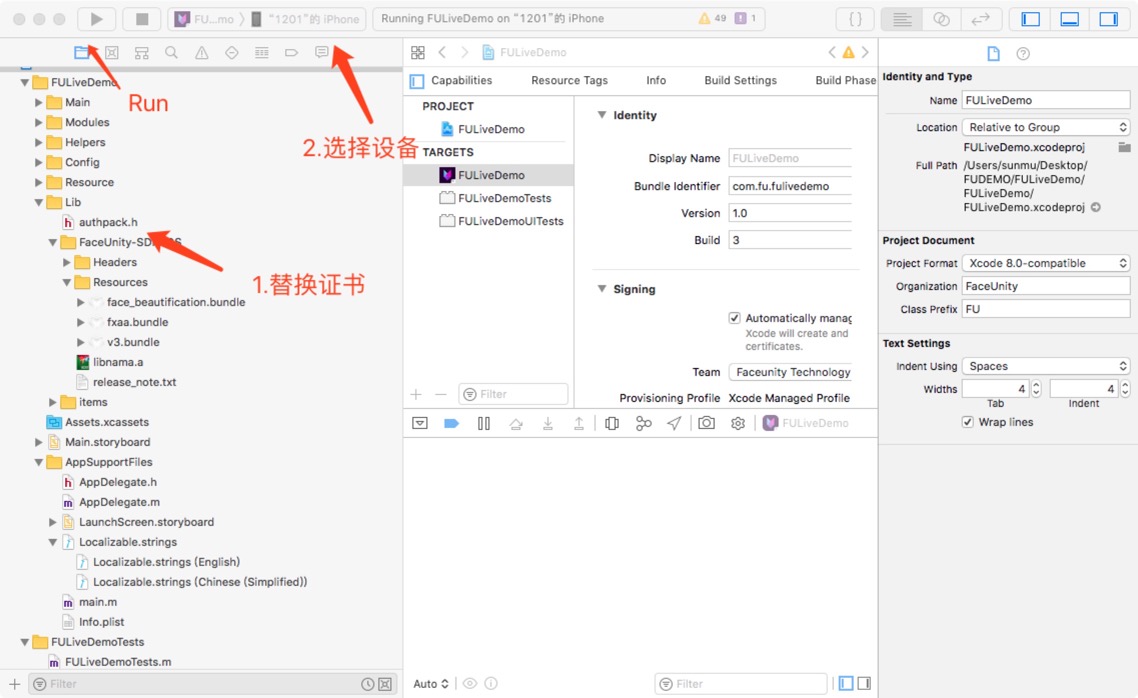 FU...mo 〉 "1201"的 iPhone
Running FULiveDemo on "1201"的 iPhone
49
1
FULiveDemo
Run
2.选择设备
1.替换证书
FULiveDemo
Main
Modules
Helpers
Config
Resource
Lib
authpack.h
Headers
Resources
face_beautification.bundle
fxaa.bundle
v3.bundle
libnama.a
release_note.txt
items
Assets.xcassets
Main.storyboard
AppSupportFiles
AppDelegate.h
AppDelegate.m
LaunchScreen.storyboard
Localizable.strings
Localizable.strings (English)
Localizable.strings (Chinese (Simplified))
main.m
Info.plist
FULiveDemoTests
FULiveDemoTests.m
Filter
Capabilities
Resource Tags
Info
Build Settings
Build Phase
PROJECT
FULiveDemo
TARGETS
FULiveDemo
FULiveDemoTests
FULiveDemoUITests
Filter
Identity
Display Name FULiveDemo
Bundle Identifier com.fu.fulivedemo
Version 1.0
Build 3
Signing
Automatically manag
Xcode will create and
certificates.
Team Faceunity Technology
Provisioning Profile Xcode Managed Profile
FULiveDemo
Auto
Filter
Identity and Type
Name FULiveDemo
Location Relative to Group
FULiveDemo.xcodeproj
Full Path /Users/sunmu/Desktop/
FUDEMO/FULiveDemo/
FULiveDemo/
FULiveDemo.xcodeproj
Project Document
Project Format Xcode 8.0-compatible
Organization FaceUnity
Class Prefix FU
Text Settings
Indent Using Spaces
Widths 4 4
Tab Indent
Wrap lines